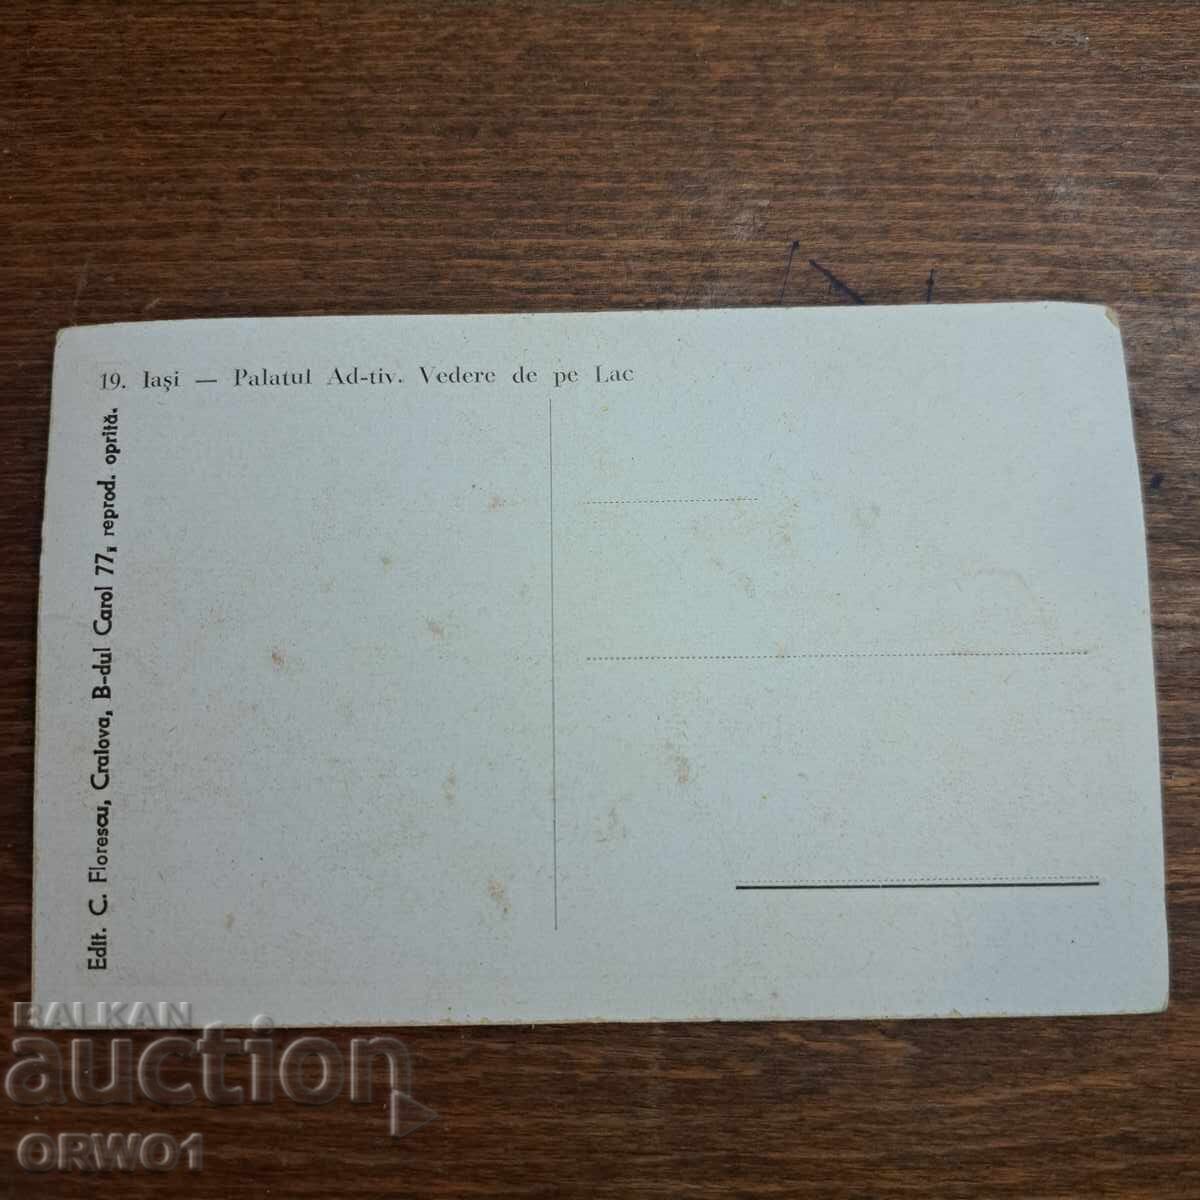 19. Iaşi — Palatul Ad-tiv. Vedere de pe Lac
Edit. C. Florescu, Craiova, B-dul Carol 77, reprod. oprită.
BALKAN
auction
ORWO1